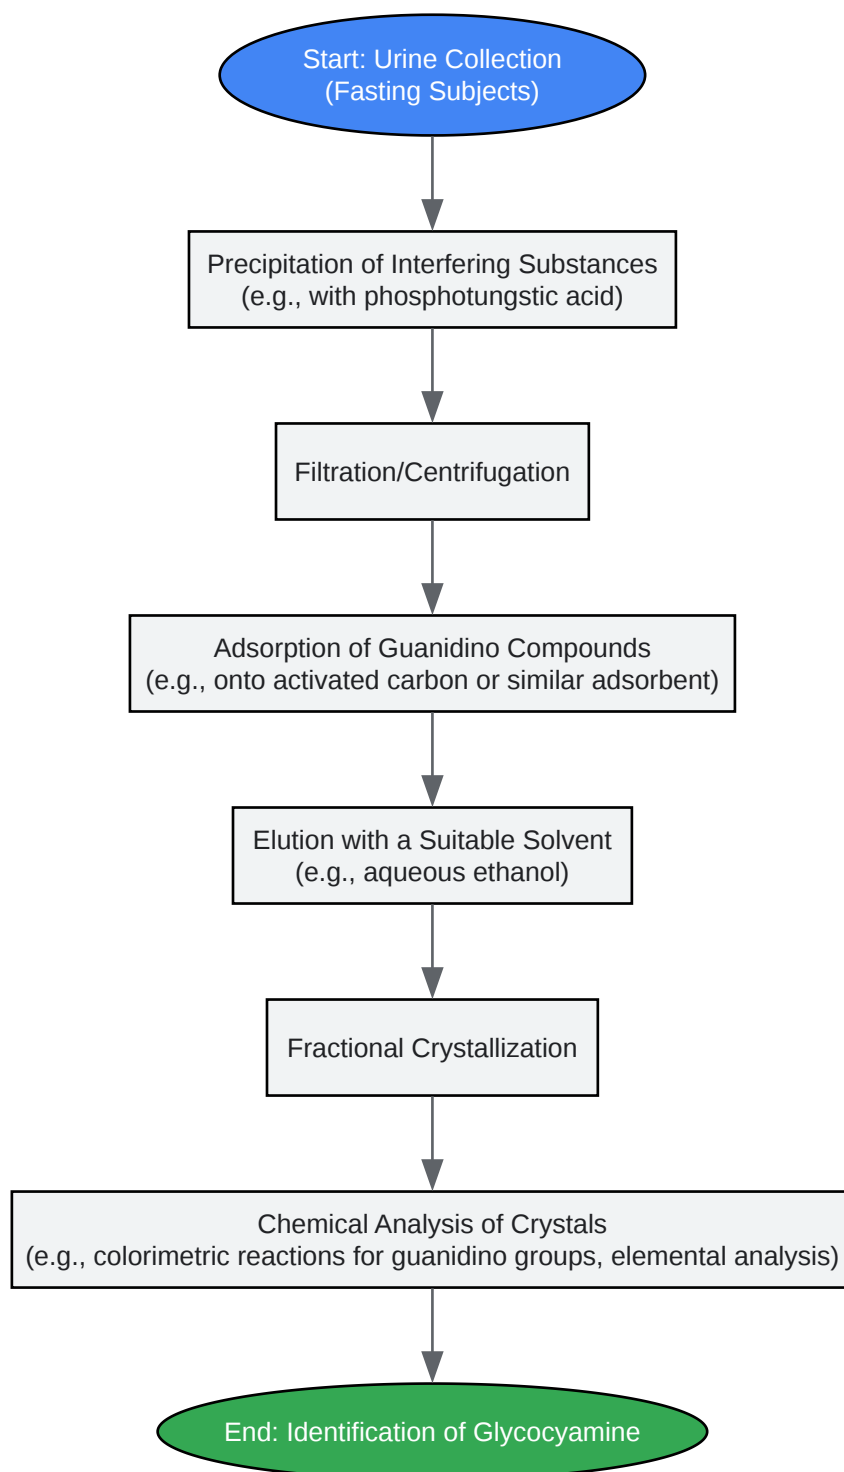 Start: Urine Collection
(Fasting Subjects)
Precipitation of Interfering Substances
(e.g., with phosphotungstic acid)
Filtration/Centrifugation
Adsorption of Guanidino Compounds
(e.g., onto activated carbon or similar adsorbent)
Elution with a Suitable Solvent
(e.g., aqueous ethanol)
Fractional Crystallization
Chemical Analysis of Crystals
(e.g., colorimetric reactions for guanidino groups, elemental analysis)
End: Identification of Glycocyamine